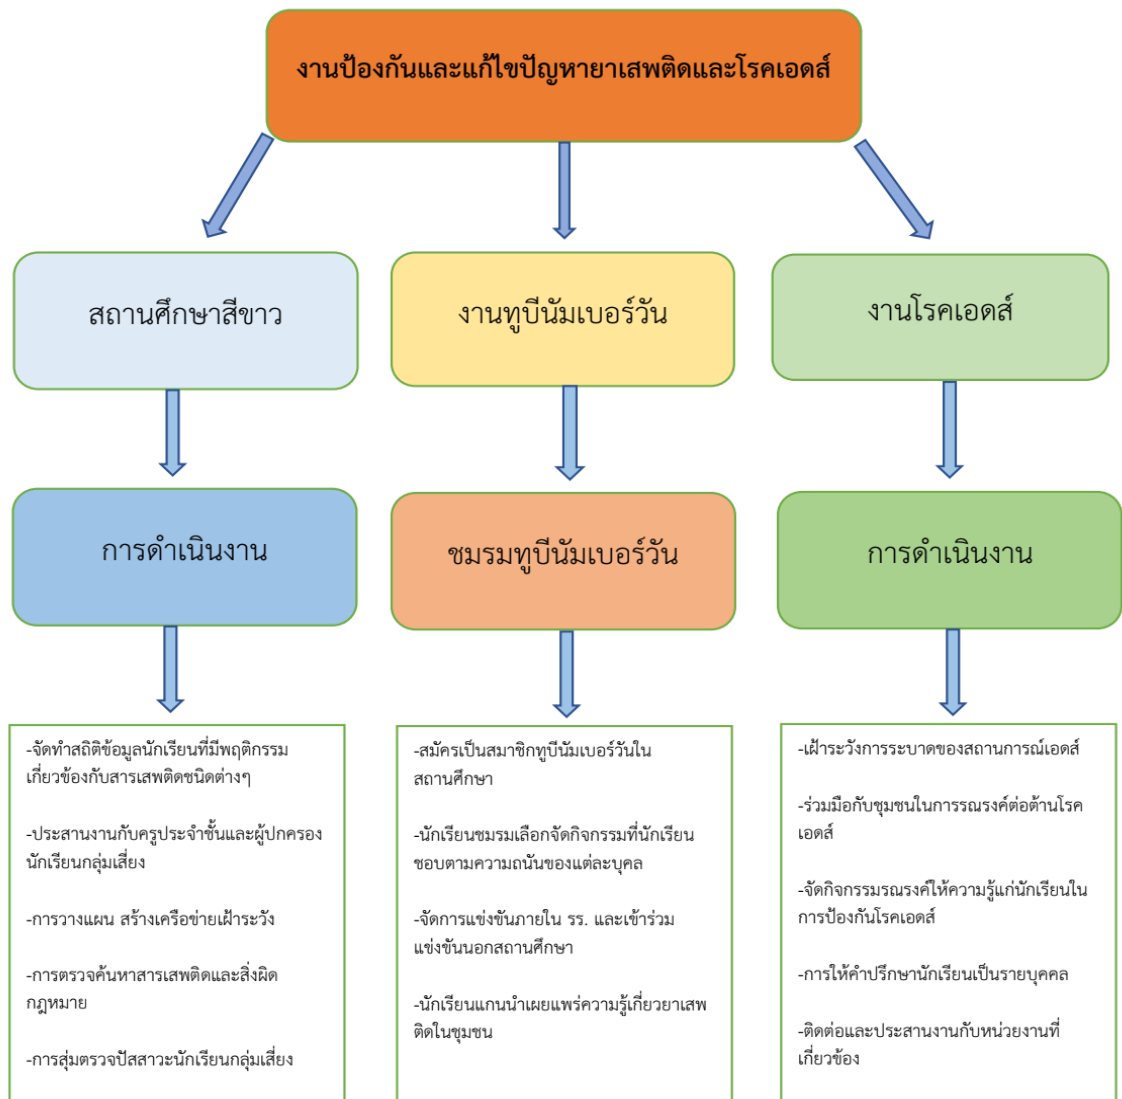 งานป้องกันและแก้ไขปัญหายาเสพติดและโรคเอดส์
สถานศึกษาสีขาว
งานทูบีนัมเบอร์วัน
งานโรคเอดส์
การดำเนินงาน
ชมรมทูบีนัมเบอร์วัน
การดำเนินงาน
-จัดทำสถิติข้อมูลนักเรียนที่มีพฤติกรรม
เกี่ยวข้องกับสารเสพติดชนิดต่างๆ
-ประสานงานกับครูประจำชั้นและผู้ปกครอง
นักเรียนกลุ่มเสี่ยง
-การวางแผน สร้างเครือข่ายเฝ้าระวัง
-การตรวจค้นหาสารเสพติดและสิ่งผิด
กฎหมาย
-การสุ่มตรวจปัสสาวะนักเรียนกลุ่มเสี่ยง
-สมัครเป็นสมาชิกทูบีนัมเบอร์วันใน
สถานศึกษา
-นักเรียนชมรมเลือกจัดกิจกรรมที่นักเรียน
ชอบตามความถนันของแต่ละบุคล
-จัดการแข่งขันภายใน รร. และเข้าร่วม
แข่งขันนอกสถานศึกษา
-นักเรียนแกนนำเผยแพร่ความรู้เกี่ยวยาเสพ
ติดในชุมชน
-เฝ้าระวังการระบาดของสถานการณ์เอดส์
-ร่วมมือกับชุมชนในการรณรงค์ต่อต้านโรค
เอดส์
-จัดกิจกรรมรณรงค์ให้ความรู้แก่นักเรียนใน
การป้องกันโรคเอดส์
-การให้คำปรึกษานักเรียนเป็นรายบุคคล
-ติดต่อและประสานงานกับหน่วยงานที่
เกี่ยวข้อง